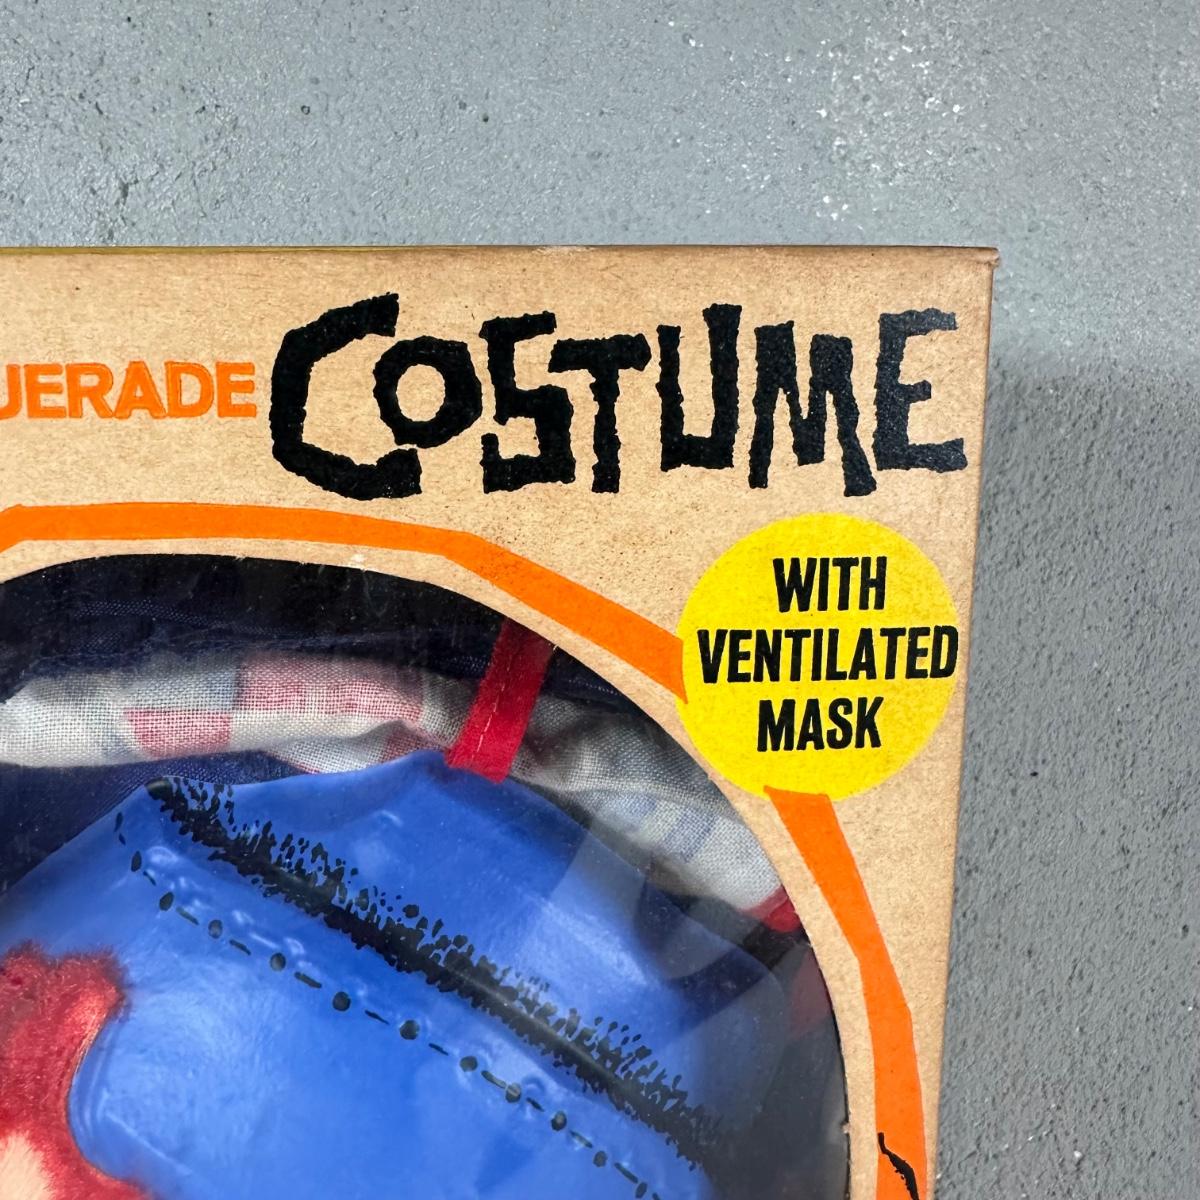 UERADE COSTUME
WITH
VENTILATED
MASK